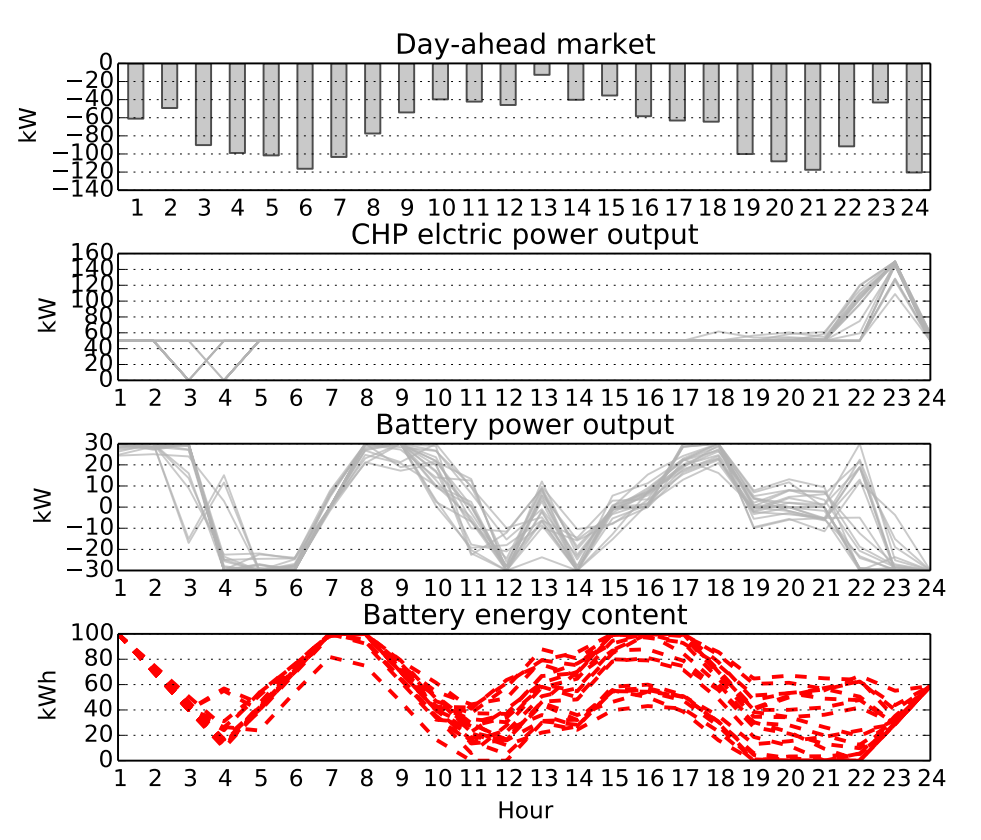 Day-ahead market
0
−20
−40
−60
−80
−100
−120
−140
kW
1 2 3 4 5 6 7 8 9 10 11 12 13 14 15 16 17 18 19 20 21 22 23 24
CHP elctric power output
160
140
120
100
80
60
40
20
0
kW
1 2 3 4 5 6 7 8 9 10 11 12 13 14 15 16 17 18 19 20 21 22 23 24
Battery power output
30
20
10
0
−10
−20
−30
kW
1 2 3 4 5 6 7 8 9 10 11 12 13 14 15 16 17 18 19 20 21 22 23 24
Battery energy content
100
80
60
40
20
0
kWh
1 2 3 4 5 6 7 8 9 10 11 12 13 14 15 16 17 18 19 20 21 22 23 24
Hour